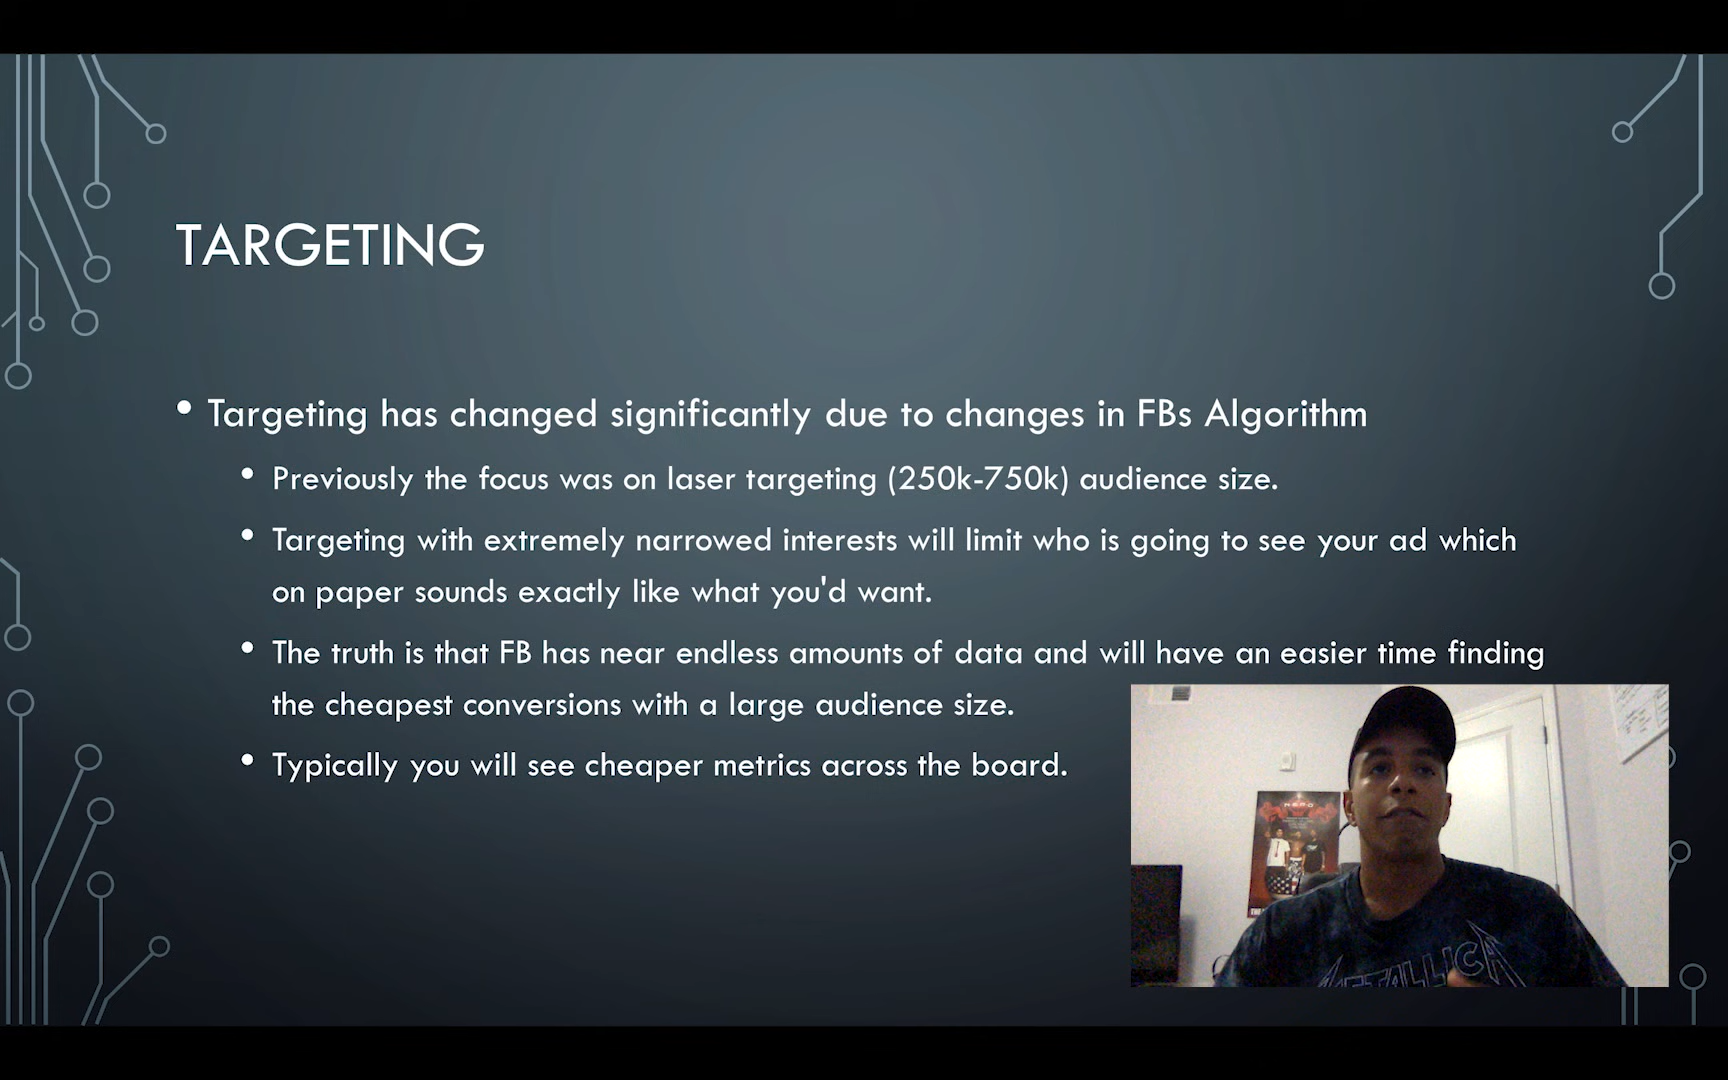 TARGETING
• Targeting has changed significantly due to changes in FBs Algorithm
• Previously the focus was on laser targeting (250k-750k) audience size.
• Targeting with extremely narrowed interests will limit who is going to see your ad which
on paper sounds exactly like what you'd want.
• The truth is that FB has near endless amounts of data and will have an easier time finding
the cheapest conversions with a large audience size.
• Typically you will see cheaper metrics across the board.
METALLICA